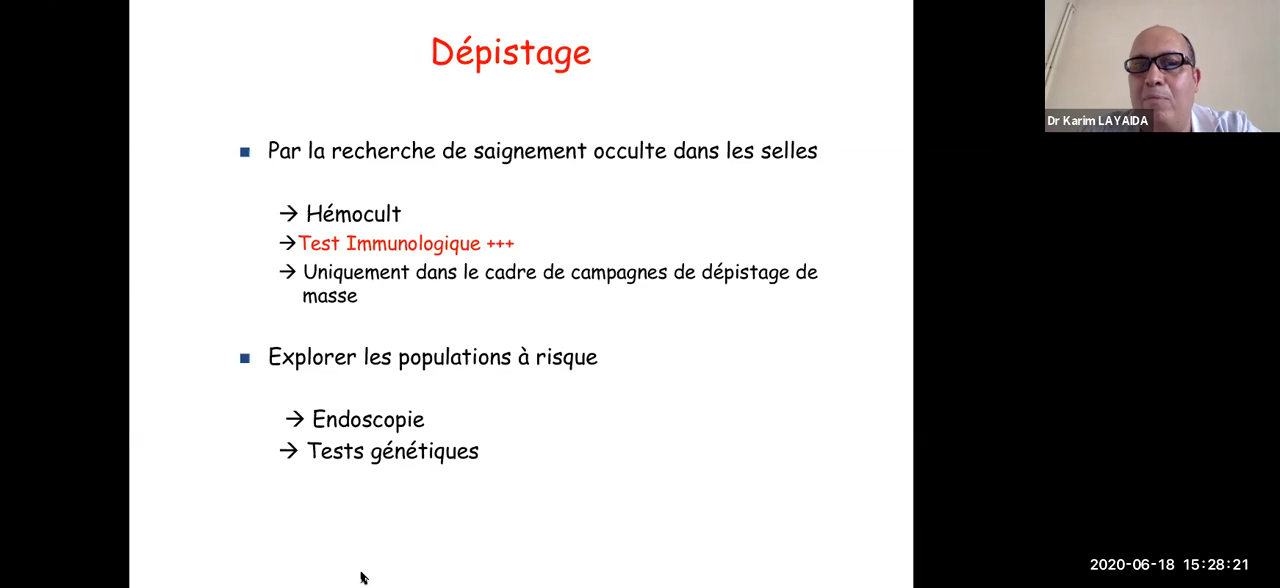 Dépistage
Par la recherche de saignement occulte dans les selles
→ Hémocult
→Test Immunologique +++
→ Uniquement dans le cadre de campagnes de dépistage de
masse
Explorer les populations à risque
→ Endoscopie
→ Tests génétiques
Dr Karim LAYAIDA
2020-06-18 15:28:21